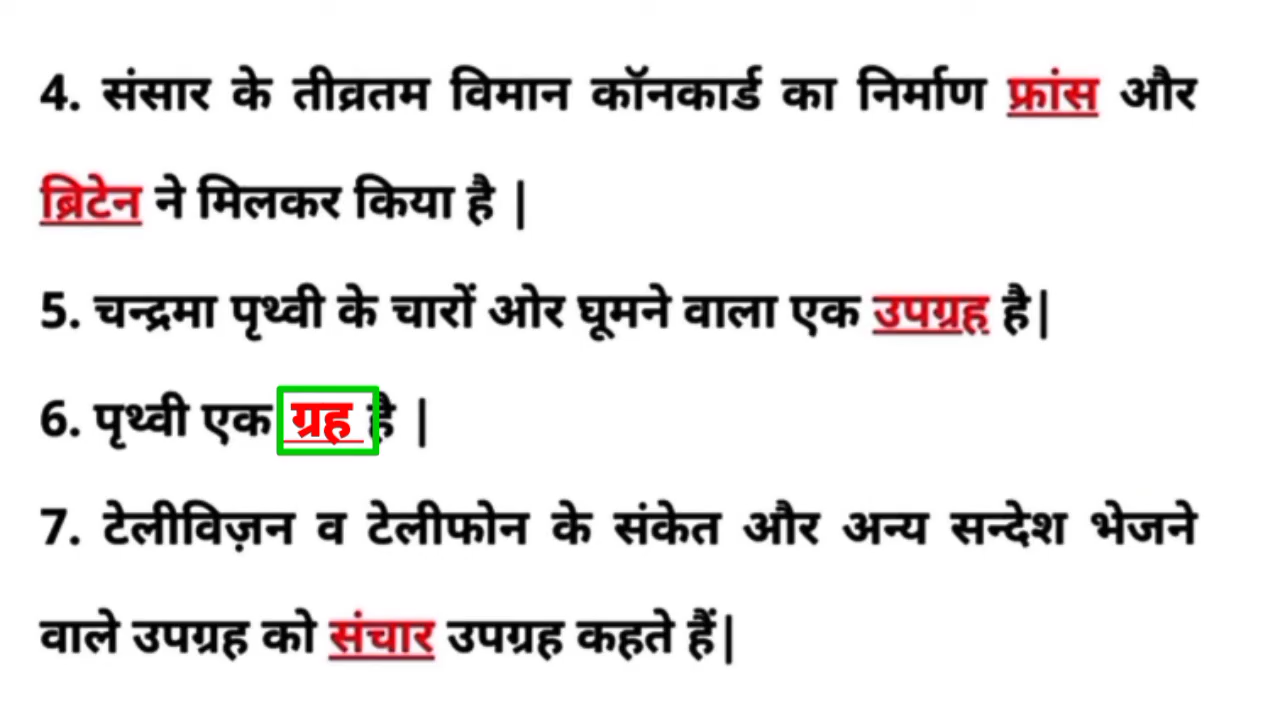 4. संसार के तीव्रतम विमान कॉनकार्ड का निर्माण फ्रांस और
ब्रिटेन ने मिलकर किया है |
5. चन्द्रमा पृथ्वी के चारों ओर घूमने वाला एक उपग्रह है|
6. पृथ्वी एक ग्रह है |
7. टेलीविज़न व टेलीफोन के संकेत और अन्य सन्देश भेजने
वाले उपग्रह को संचार उपग्रह कहते हैं|